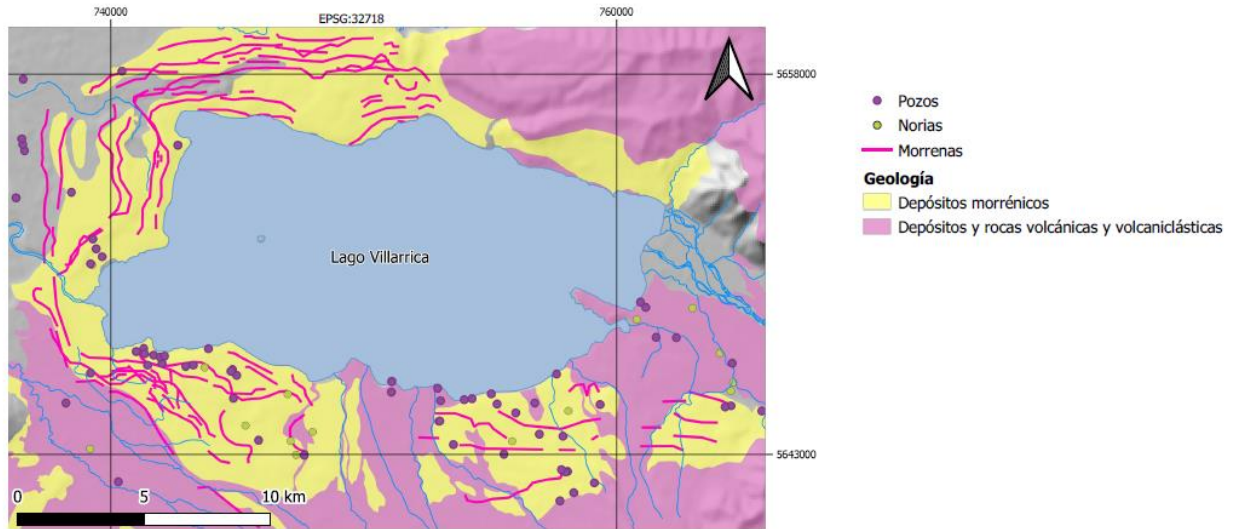 740000
EPSG:32718
760000
5658000
Pozos
Norias
Morrenas
Geología
Depósitos morrénicos
Depósitos y rocas volcánicas y volcaniclásticas
Lago Villarrica
5643000
0 5 10 km